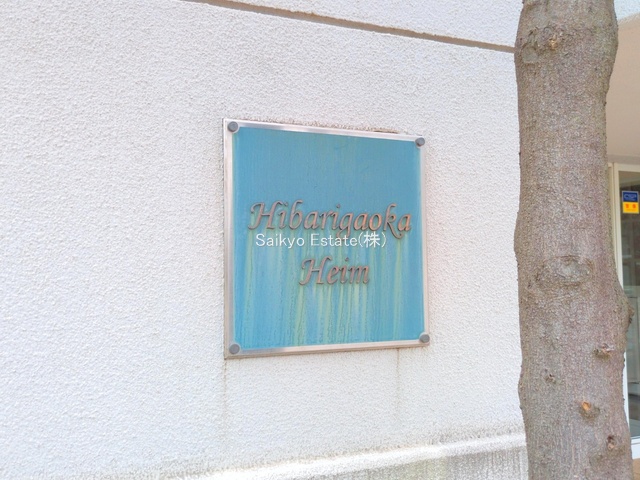 Hibarigaoka
Saikyo Estate(株)
Heim